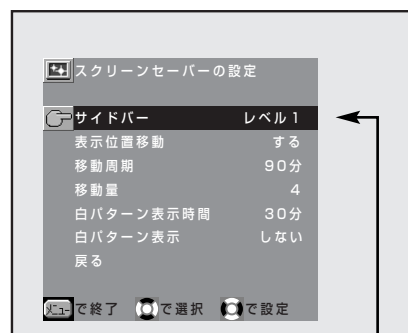 スクリーンセーバーの設定
サイドバー レベル1
表示位置移動 する
移動周期 90分
移動量 4
白パターン表示時間 30分
白パターン表示 しない
戻る
メニューで終了 で選択 で設定